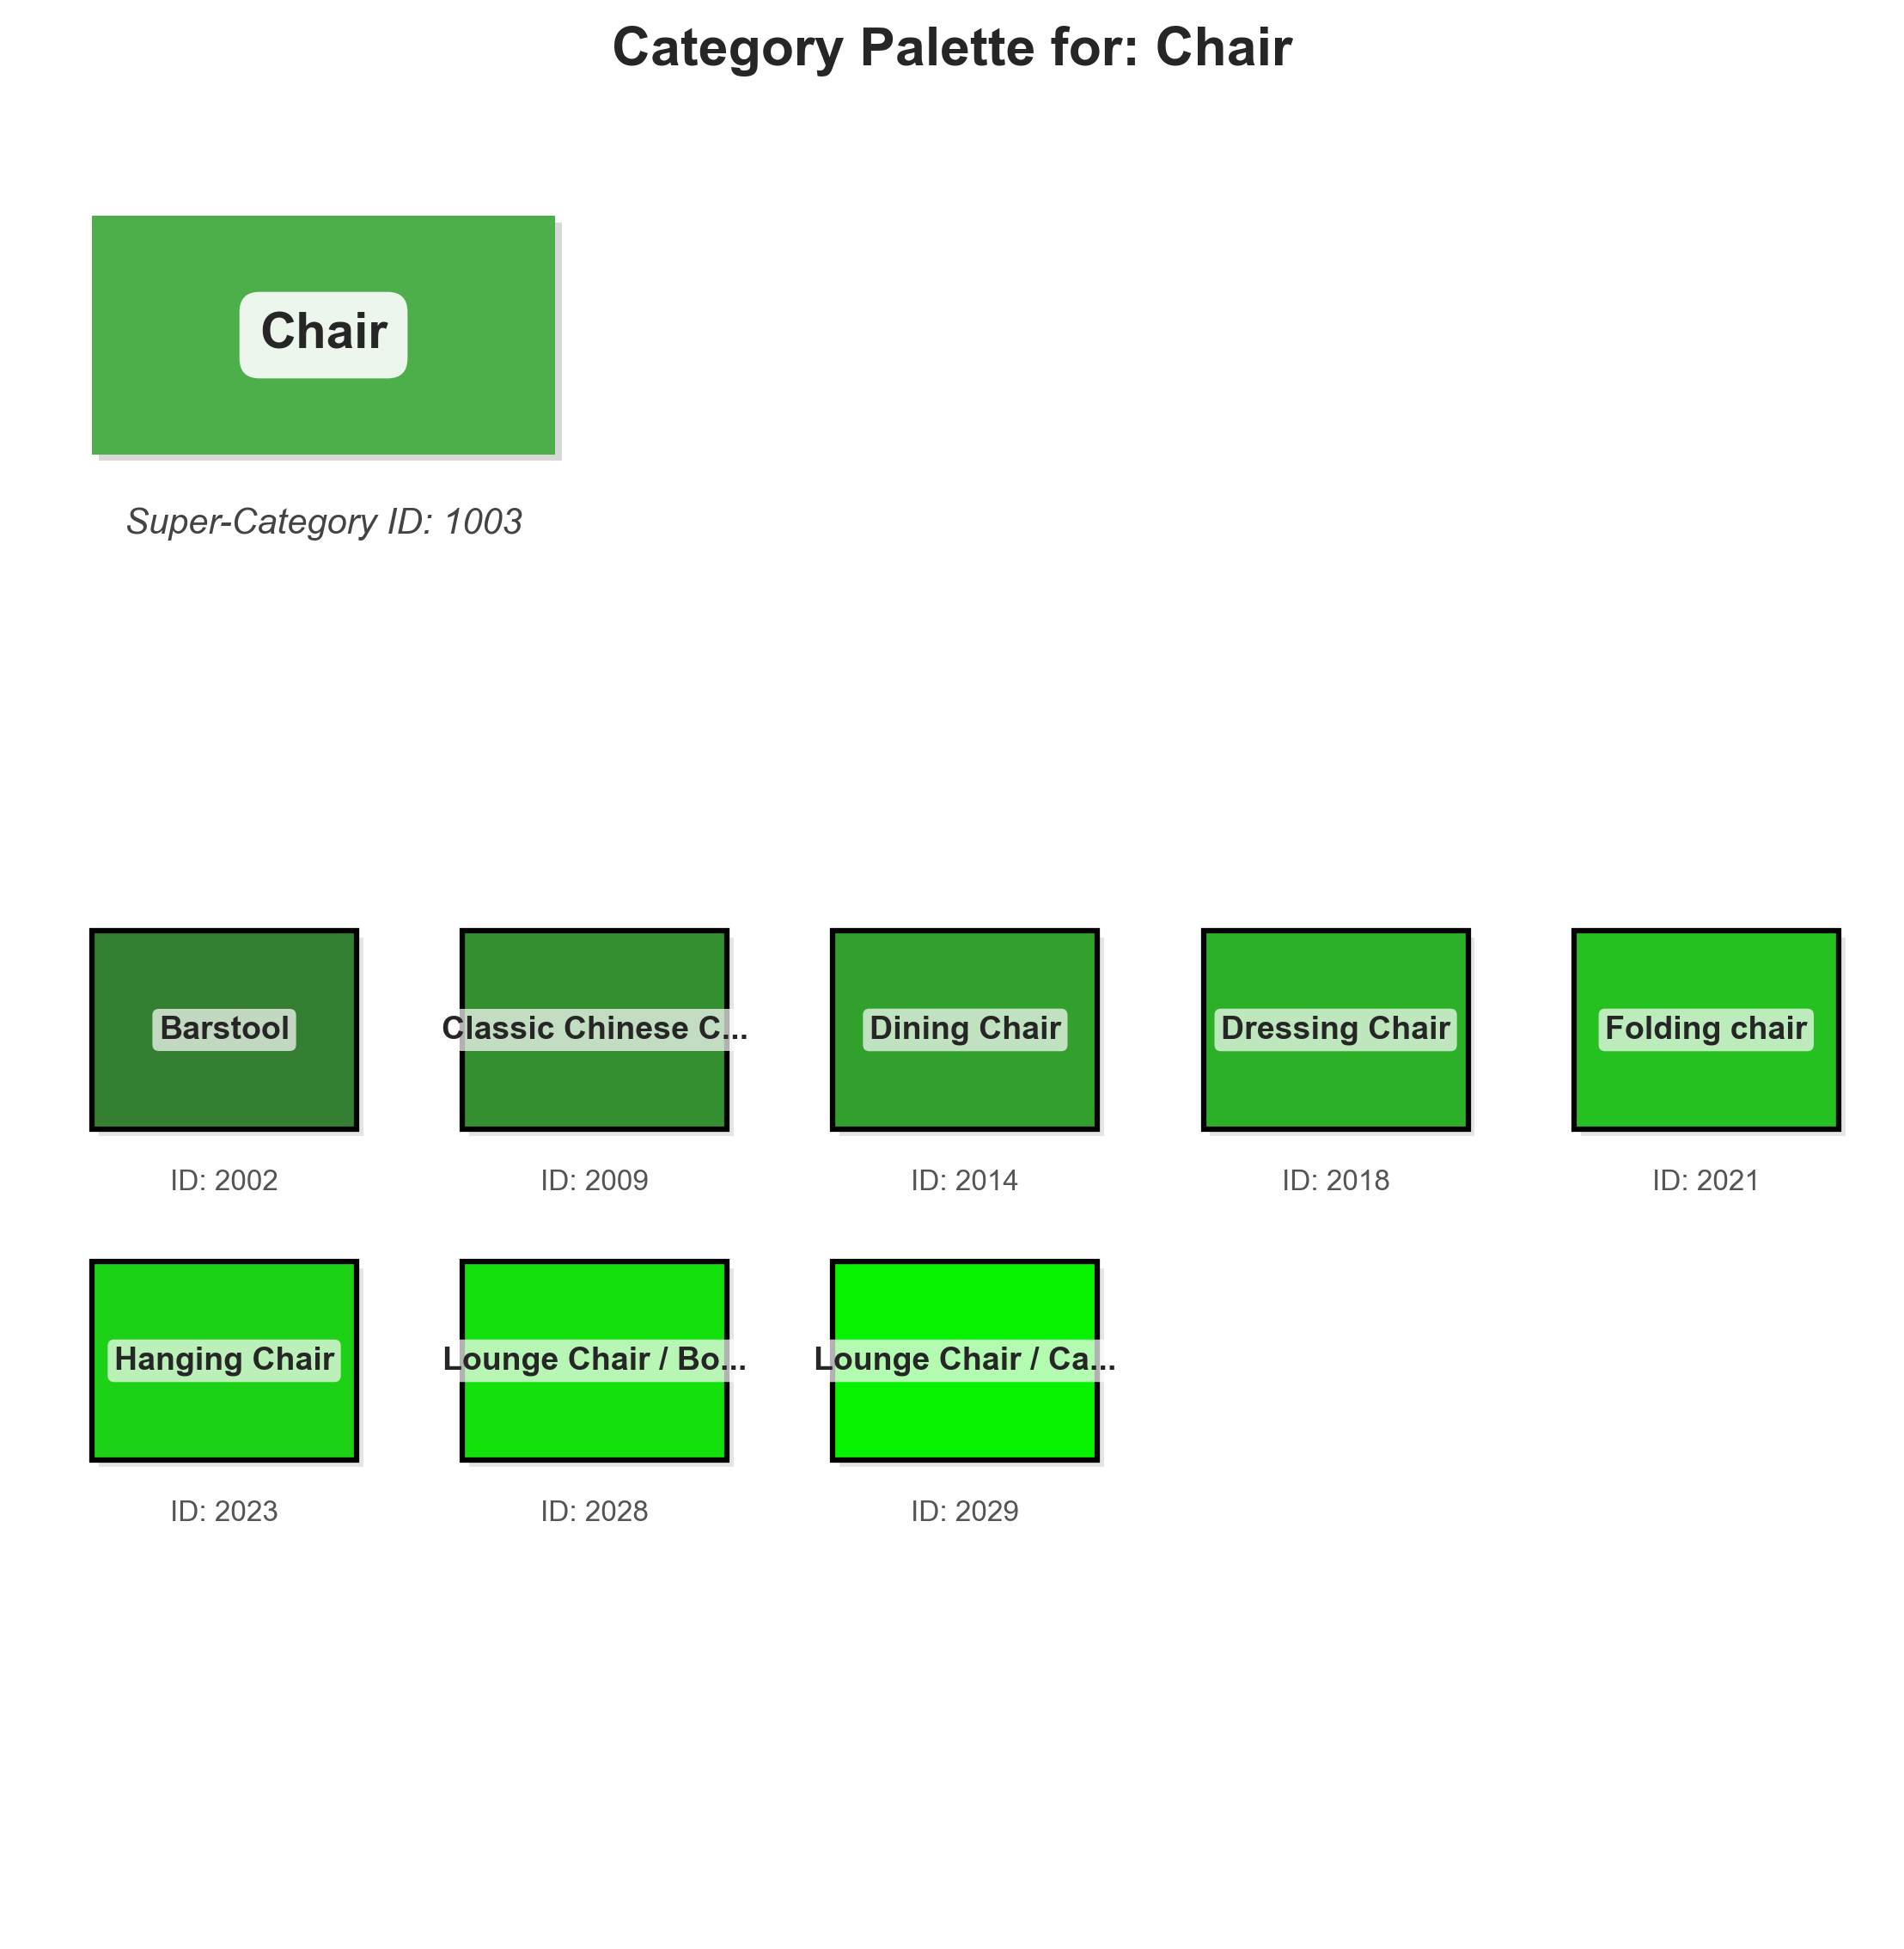 Category Palette for: Chair
Chair
Super-Category ID: 1003
Barstool
Classic Chinese C...
Dining Chair
Dressing Chair
Folding chair
ID: 2002
ID: 2009
ID: 2014
ID: 2018
ID: 2021
Hanging Chair
Lounge Chair / Bo...
Lounge Chair / Ca...
ID: 2023
ID: 2028
ID: 2029